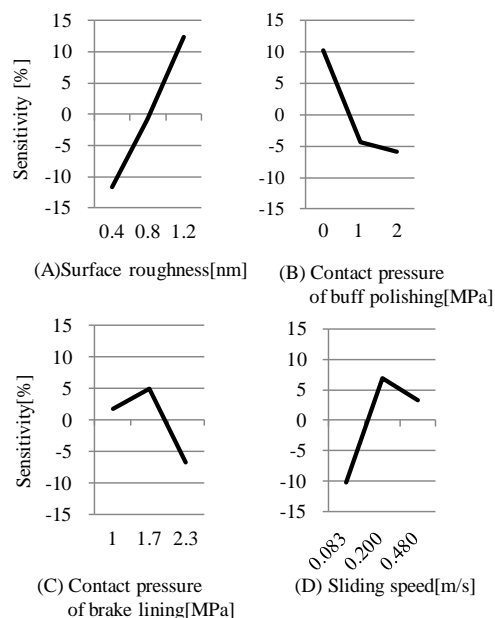 Sensitivity [%]
15
10
5
0
-5
-10
-15
0.4 0.8 1.2
(A)Surface roughness[nm]
15
10
5
0
-5
-10
-15
0 1 2
(B) Contact pressure
of buff polishing[MPa]
Sensitivity[%]
15
10
5
0
-5
-10
-15
1 1.7 2.3
(C) Contact pressure
of brake lining[MPa]
15
10
5
0
-5
-10
-15
0.083 0.200 0.480
(D) Sliding speed[m/s]